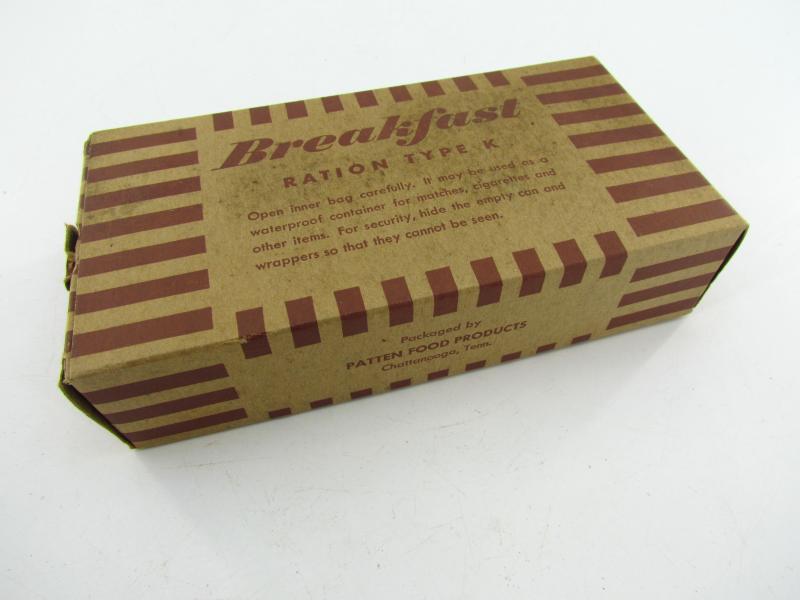 Breakfast
RATION TYPE K
Open inner bag carefully. It may be used as a
waterproof container for matches, cigarettes and
other items. For security, hide the empty can and
wrappers so that they cannot be seen.
Packaged by
PATTEN FOOD PRODUCTS
Chattanooga, Tenn.